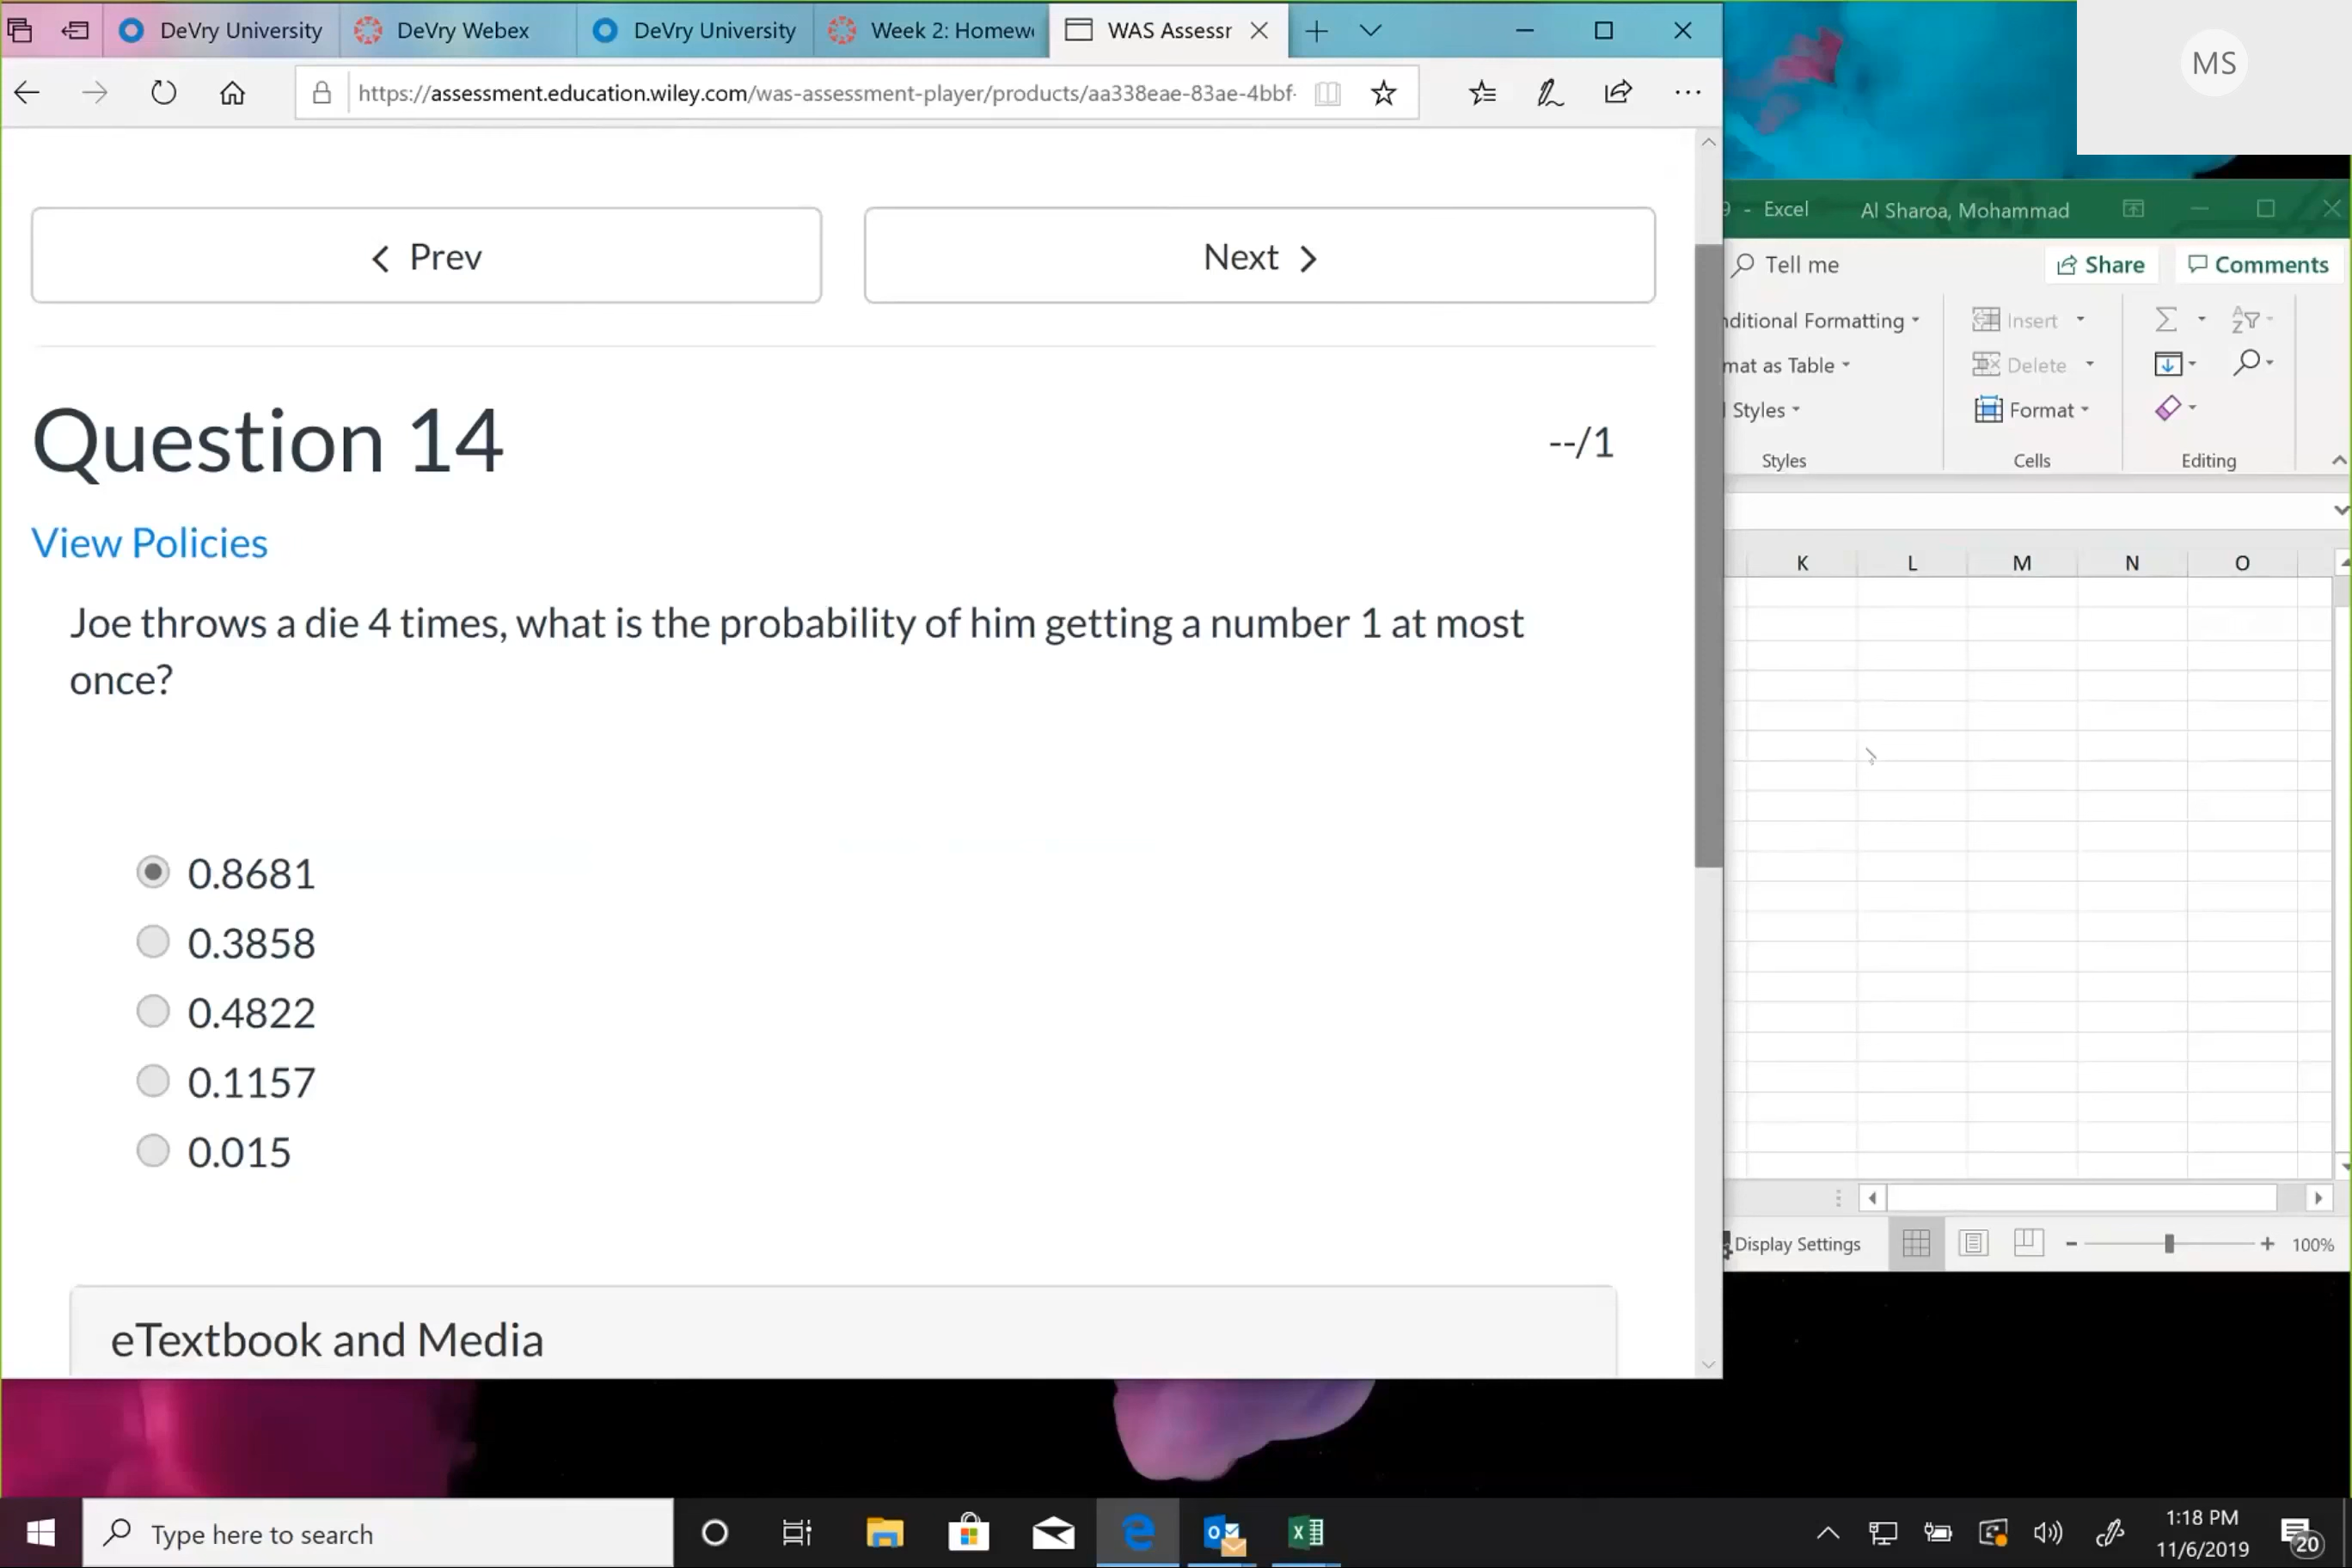 DeVry University
DeVry Webex
DeVry University
Week 2: Homew
WAS Assessr
https://assessment.education.wiley.com/was-assessment-player/products/aa338eae-83ae-4bbf-
MS
Prev
Next
9 - Excel
Al Sharoa, Mohammad
Tell me
Share
Comments
nditional Formatting
Insert
mat as Table
Delete
Styles
Format
Styles
Cells
Editing
Question 14
--/1
View Policies
K L M N O
Joe throws a die 4 times, what is the probability of him getting a number 1 at most
once?
0.8681
0.3858
0.4822
0.1157
0.015
Display Settings
100%
eTextbook and Media
Type here to search
1:18 PM
11/6/2019
20